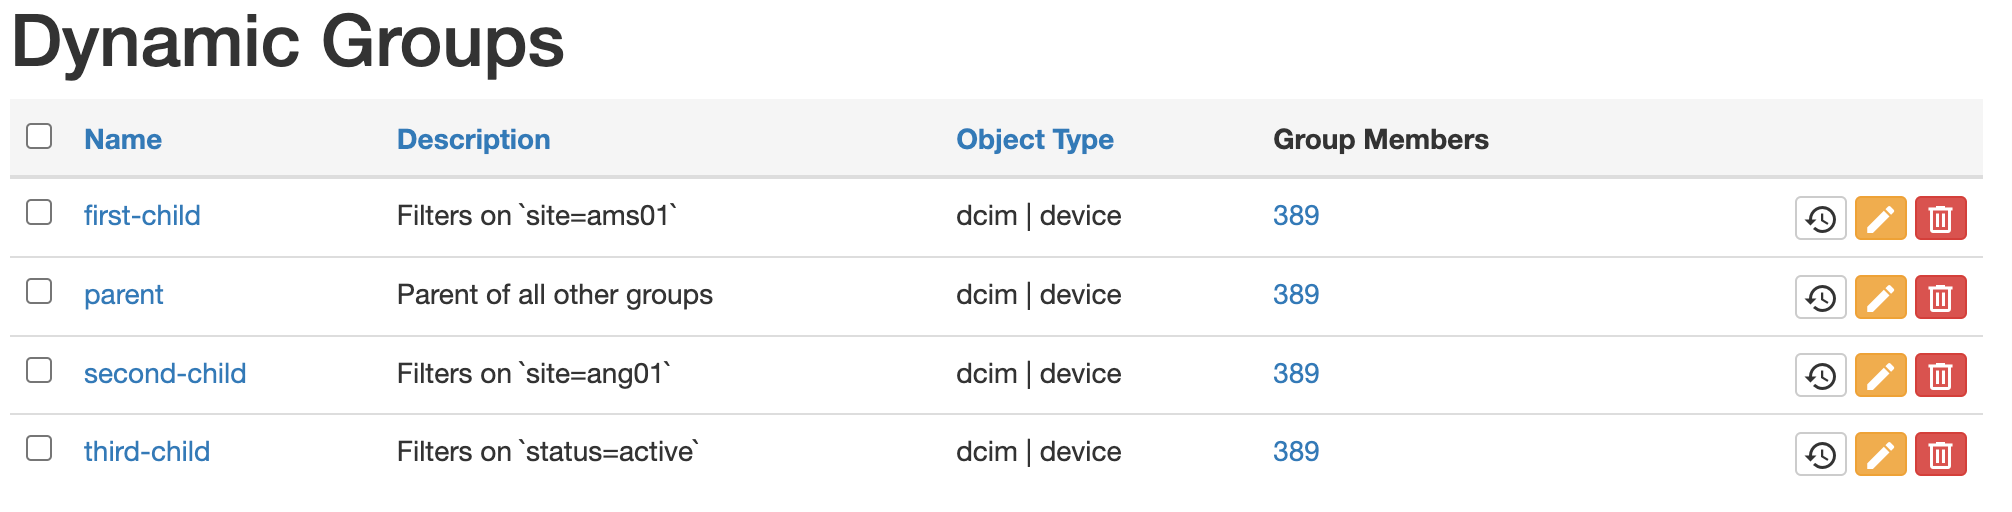 Dynamic Groups
Name Description Object Type Group Members
first-child Filters on `site=ams01` dcim | device 389
parent Parent of all other groups dcim | device 389
second-child Filters on `site=ang01` dcim | device 389
third-child Filters on `status=active` dcim | device 389